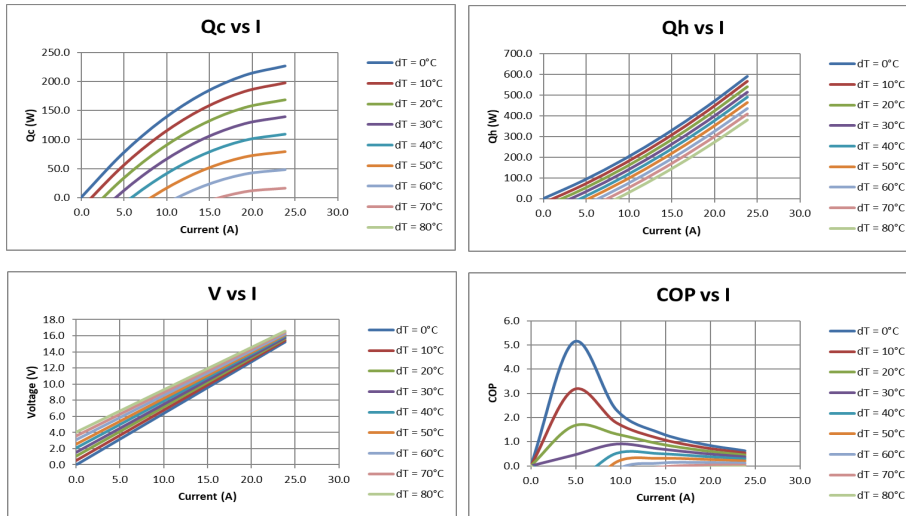 Qc vs I
Qc (W)
250.0
200.0
150.0
100.0
50.0
0.0
0.0 5.0 10.0 15.0 20.0 25.0 30.0
Current (A)
dT = 0°C
dT = 10°C
dT = 20°C
dT = 30°C
dT = 40°C
dT = 50°C
dT = 60°C
dT = 70°C
dT = 80°C
Qh vs I
Qh (W)
700.0
600.0
500.0
400.0
300.0
200.0
100.0
0.0
0.0 5.0 10.0 15.0 20.0 25.0 30.0
Current (A)
dT = 0°C
dT = 10°C
dT = 20°C
dT = 30°C
dT = 40°C
dT = 50°C
dT = 60°C
dT = 70°C
dT = 80°C
V vs I
Voltage (V)
18.0
16.0
14.0
12.0
10.0
8.0
6.0
4.0
2.0
0.0
0.0 5.0 10.0 15.0 20.0 25.0 30.0
Current (A)
dT = 0°C
dT = 10°C
dT = 20°C
dT = 30°C
dT = 40°C
dT = 50°C
dT = 60°C
dT = 70°C
dT = 80°C
COP vs I
COP
6.0
5.0
4.0
3.0
2.0
1.0
0.0
0.0 5.0 10.0 15.0 20.0 25.0 30.0
Current (A)
dT = 0°C
dT = 10°C
dT = 20°C
dT = 30°C
dT = 40°C
dT = 50°C
dT = 60°C
dT = 70°C
dT = 80°C